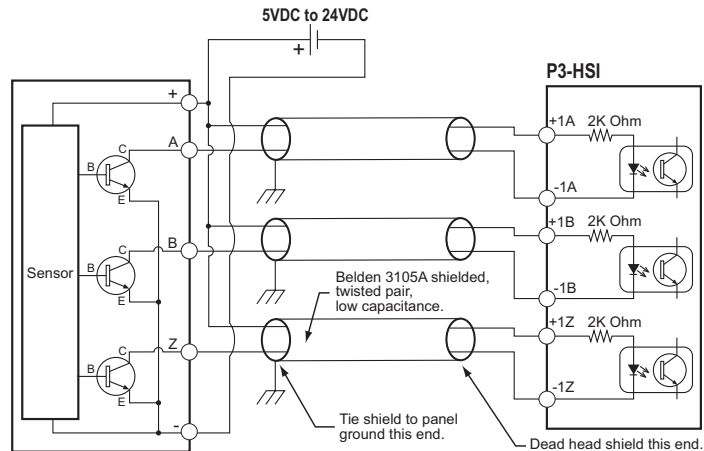 5VDC to 24VDC
+
P3-HSI
+
A
C
B
E
+1A 2K Ohm
-1A
B
C
B
E
Sensor
+1B 2K Ohm
-1B
Belden 3105A shielded,
twisted pair,
low capacitance.
Z
C
B
E
+1Z 2K Ohm
-1Z
-
Tie shield to panel
ground this end.
Dead head shield this end.